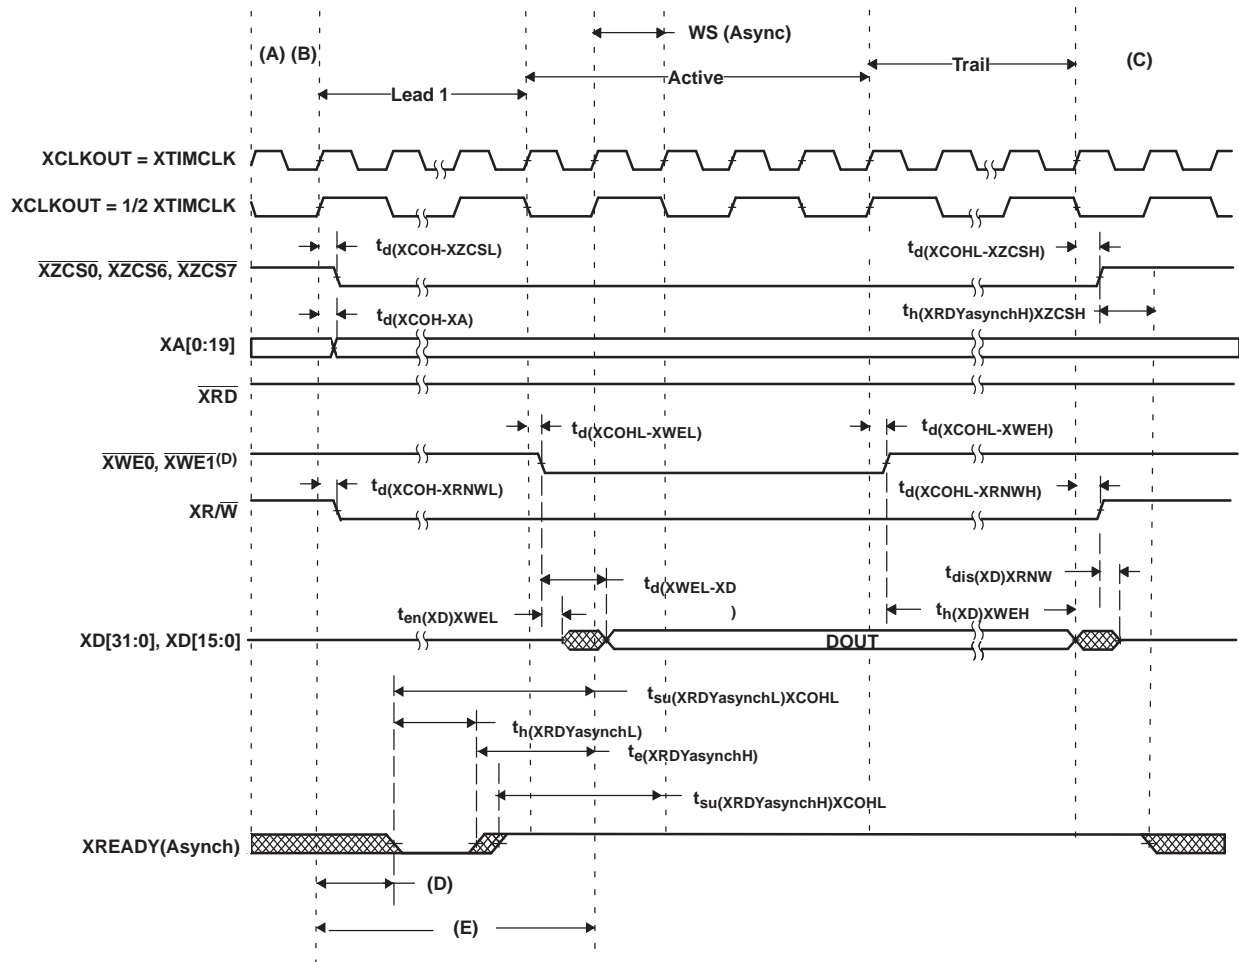 WS (Async)
(A) (B)
Trail
(C)
Active
Lead 1
XCLKOUT = XTIMCLK
XCLKOUT = 1/2 XTIMCLK
td(XCOH-XZCSL)
td(XCOHL-XZCSH)
XZCS0, XZCS6, XZCS7
td(XCOH-XA)
th(XRDYasynchH)XZCSH
XA[0:19]
XRD
td(XCOHL-XWEL)
td(XCOHL-XWEH)
XWE0, XWE1(D)
td(XCOH-XRNWL)
td(XCOHL-XRNWH)
XR/W
tdis(XD)XRNW
td(XWEL-XD
)
ten(XD)XWEL
th(XD)XWEH
XD[31:0], XD[15:0]
DOUT
tsu(XRDYasynchL)XCOHL
th(XRDYasynchL)
te(XRDYasynchH)
tsu(XRDYasynchH)XCOHL
XREADY(Asynch)
(D)
(E)